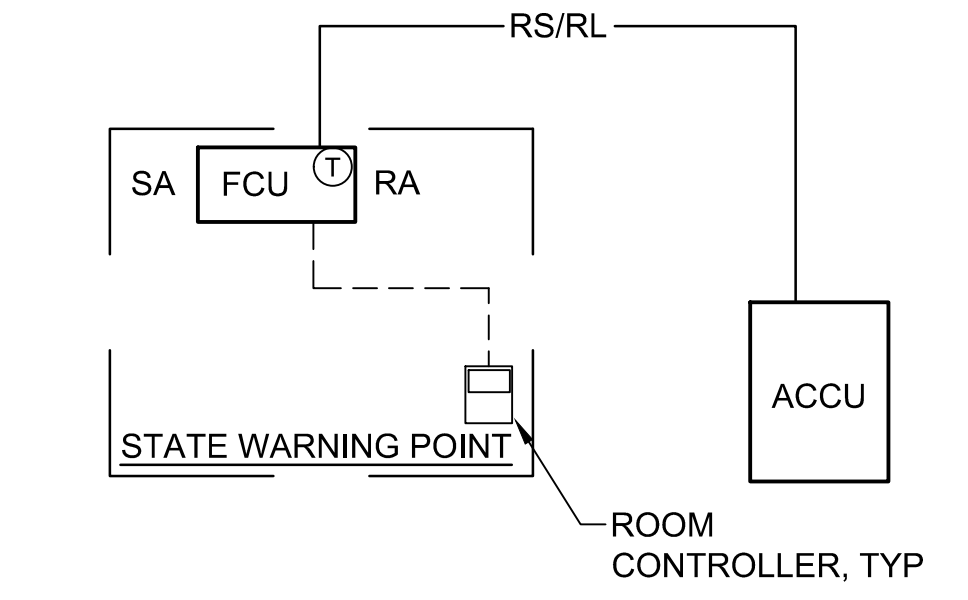 RS/RL
SA
FCU
T
RA
ACCU
STATE WARNING POINT
ROOM
CONTROLLER, TYP